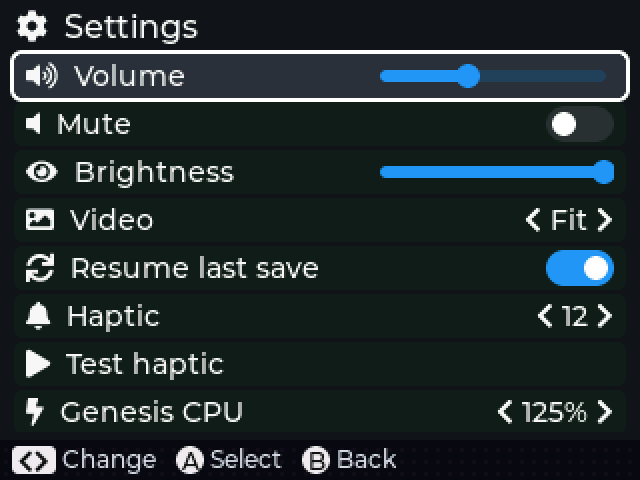 Settings
Volume
Mute
Brightness
Video Fit
Resume last save
Haptic 12
Test haptic
Genesis CPU 125%
Change A Select B Back